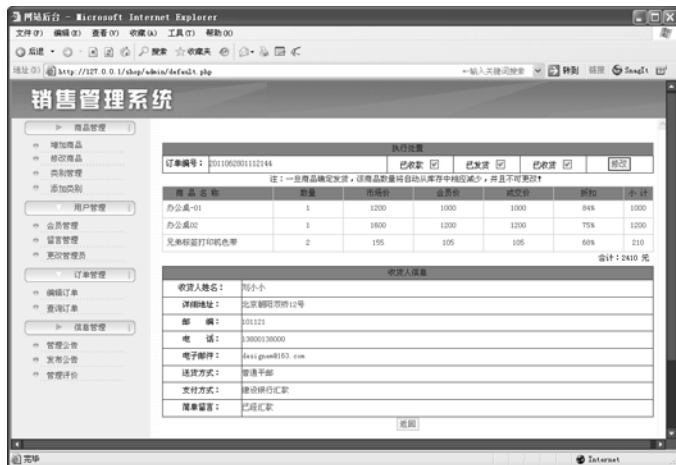 网站后台 - Microsoft Internet Explorer
文件(F) 编辑(E) 查看(V) 收藏(A) 工具(T) 帮助(H)
后退 搜索 收藏夹
地址(D) http://127.0.0.1/shop/admin/default.php 输入关键词搜索 转到 链接 SnagIt
销售管理系统
商品管理
增加商品
修改商品
类别管理
添加类别
用户管理
会员管理
留言管理
更改管理员
订单管理
编辑订单
查询订单
信息管理
管理公告
发布公告
管理评价
执行处置
订单编号: 2011062801112144 已收款 已发货 已收货 修改
注:一旦商品确定发货,该商品数量将自动从库存中相应减少,并且不可更改!
商品名称 数量 市场价 会员价 成交价 折扣 小计
办公桌-01 1 1200 1000 1000 84% 1000
办公桌02 1 1600 1200 1200 75% 1200
兄弟标签打印机色带 2 155 105 105 68% 210
合计:2410 元
收货人信息
收货人姓名: 刘小小
详细地址: 北京朝阳双桥12号
邮 编: 101121
电 话: 13800138000
电子邮件: designem@163.com
送货方式: 普通平邮
支付方式: 建设银行汇款
简单留言: 已经汇款
返回
完毕 Internet